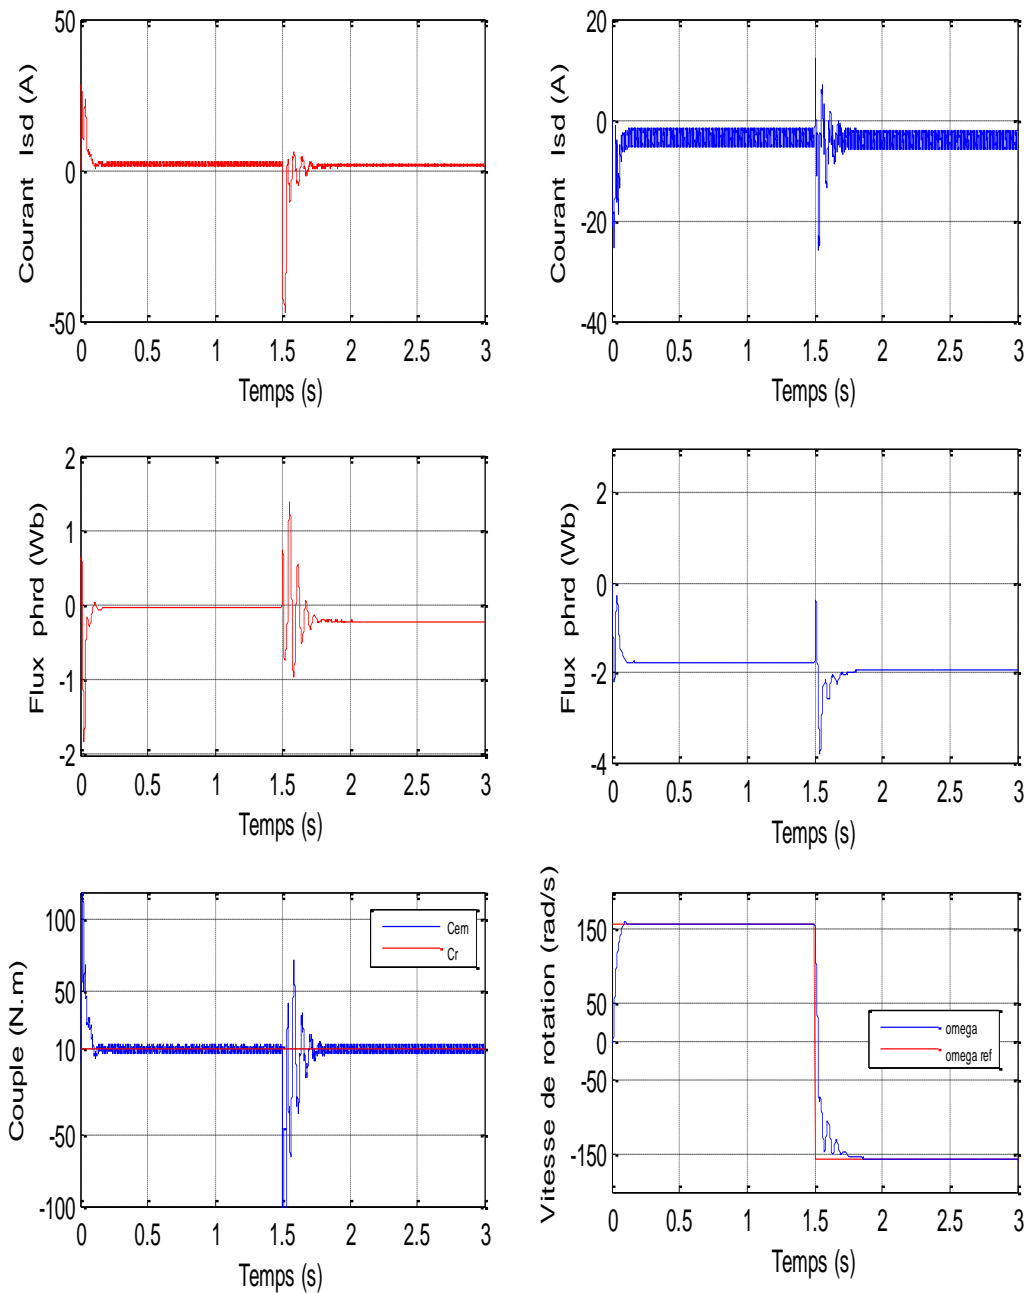 50
0
-50
Courant Isd (A)
0 0.5 1 1.5 2 2.5 3
Temps (s)
20
0
-20
-40
Courant Isd (A)
0 0.5 1 1.5 2 2.5 3
Temps (s)
2
1
0
-1
-2
Flux phrd (Wb)
0 0.5 1 1.5 2 2.5 3
Temps (s)
2
0
-2
-4
Flux phrd (Wb)
0 0.5 1 1.5 2 2.5 3
Temps (s)
100
50
10
-50
-100
Couple (N.m)
Cem
Cr
0 0.5 1 1.5 2 2.5 3
Temps (s)
150
50
0
-50
-150
Vitesse de rotation (rad/s)
omega
omega ref
0 0.5 1 1.5 2 2.5 3
Temps (s)